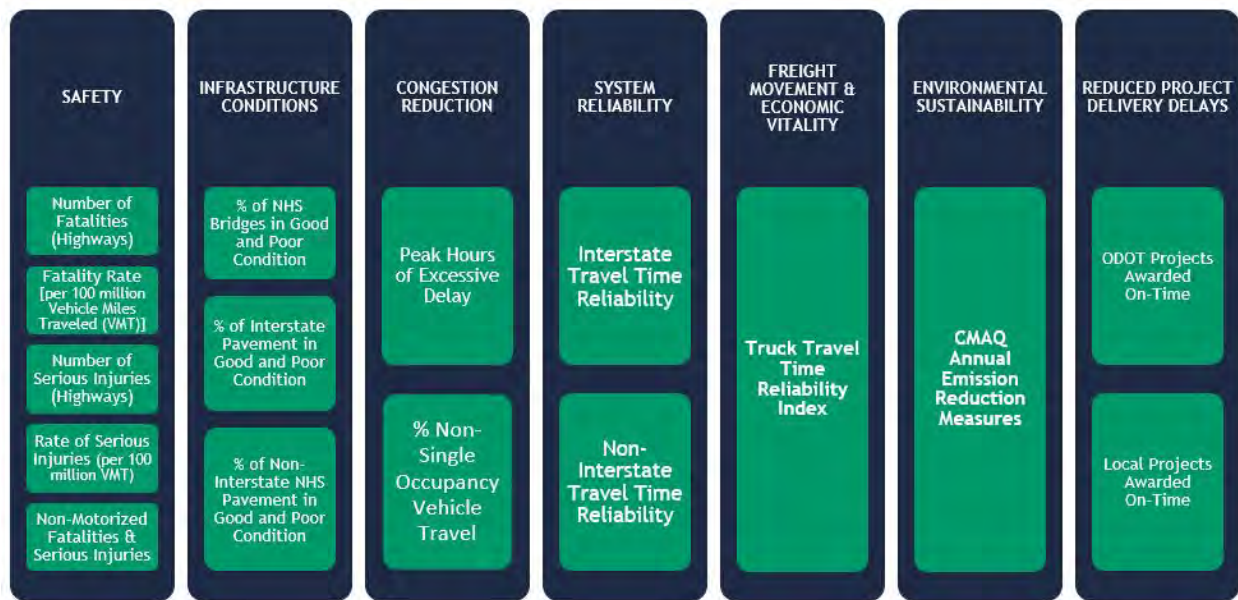 SAFETY
Number of
Fatalities
(Highways)
Fatality Rate
[per 100 million
Vehicle Miles
Traveled (VMT)]
Number of
Serious Injuries
(Highways)
Rate of Serious
Injuries (per 100
million VMT)
Non-Motorized
Fatalities &
Serious Injuries
INFRASTRUCTURE
CONDITIONS
% of NHS
Bridges in Good
and Poor
Condition
% of Interstate
Pavement in
Good and Poor
Condition
% of Non-
Interstate NHS
Pavement in
Good and Poor
Condition
CONGESTION
REDUCTION
Peak Hours
of Excessive
Delay
% Non-
Single
Occupancy
Vehicle
Travel
SYSTEM
RELIABILITY
Interstate
Travel Time
Reliability
Non-
Interstate
Travel Time
Reliability
FREIGHT
MOVEMENT &
ECONOMIC
VITALITY
Truck Travel
Time
Reliability
Index
ENVIRONMENTAL
SUSTAINABILITY
CMAQ
Annual
Emission
Reduction
Measures
REDUCED PROJECT
DELIVERY DELAYS
ODOT Projects
Awarded
On-Time
Local Projects
Awarded
On-Time